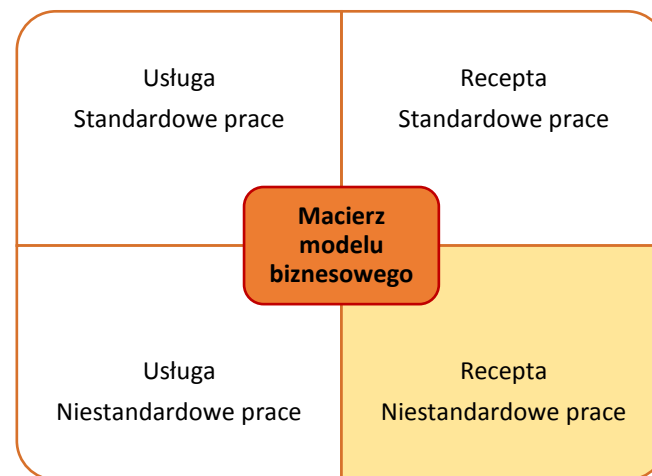 Usługa
Standardowe prace
Recepta
Standardowe prace
Macierz
modelu
biznesowego
Usługa
Niestandardowe prace
Recepta
Niestandardowe prace